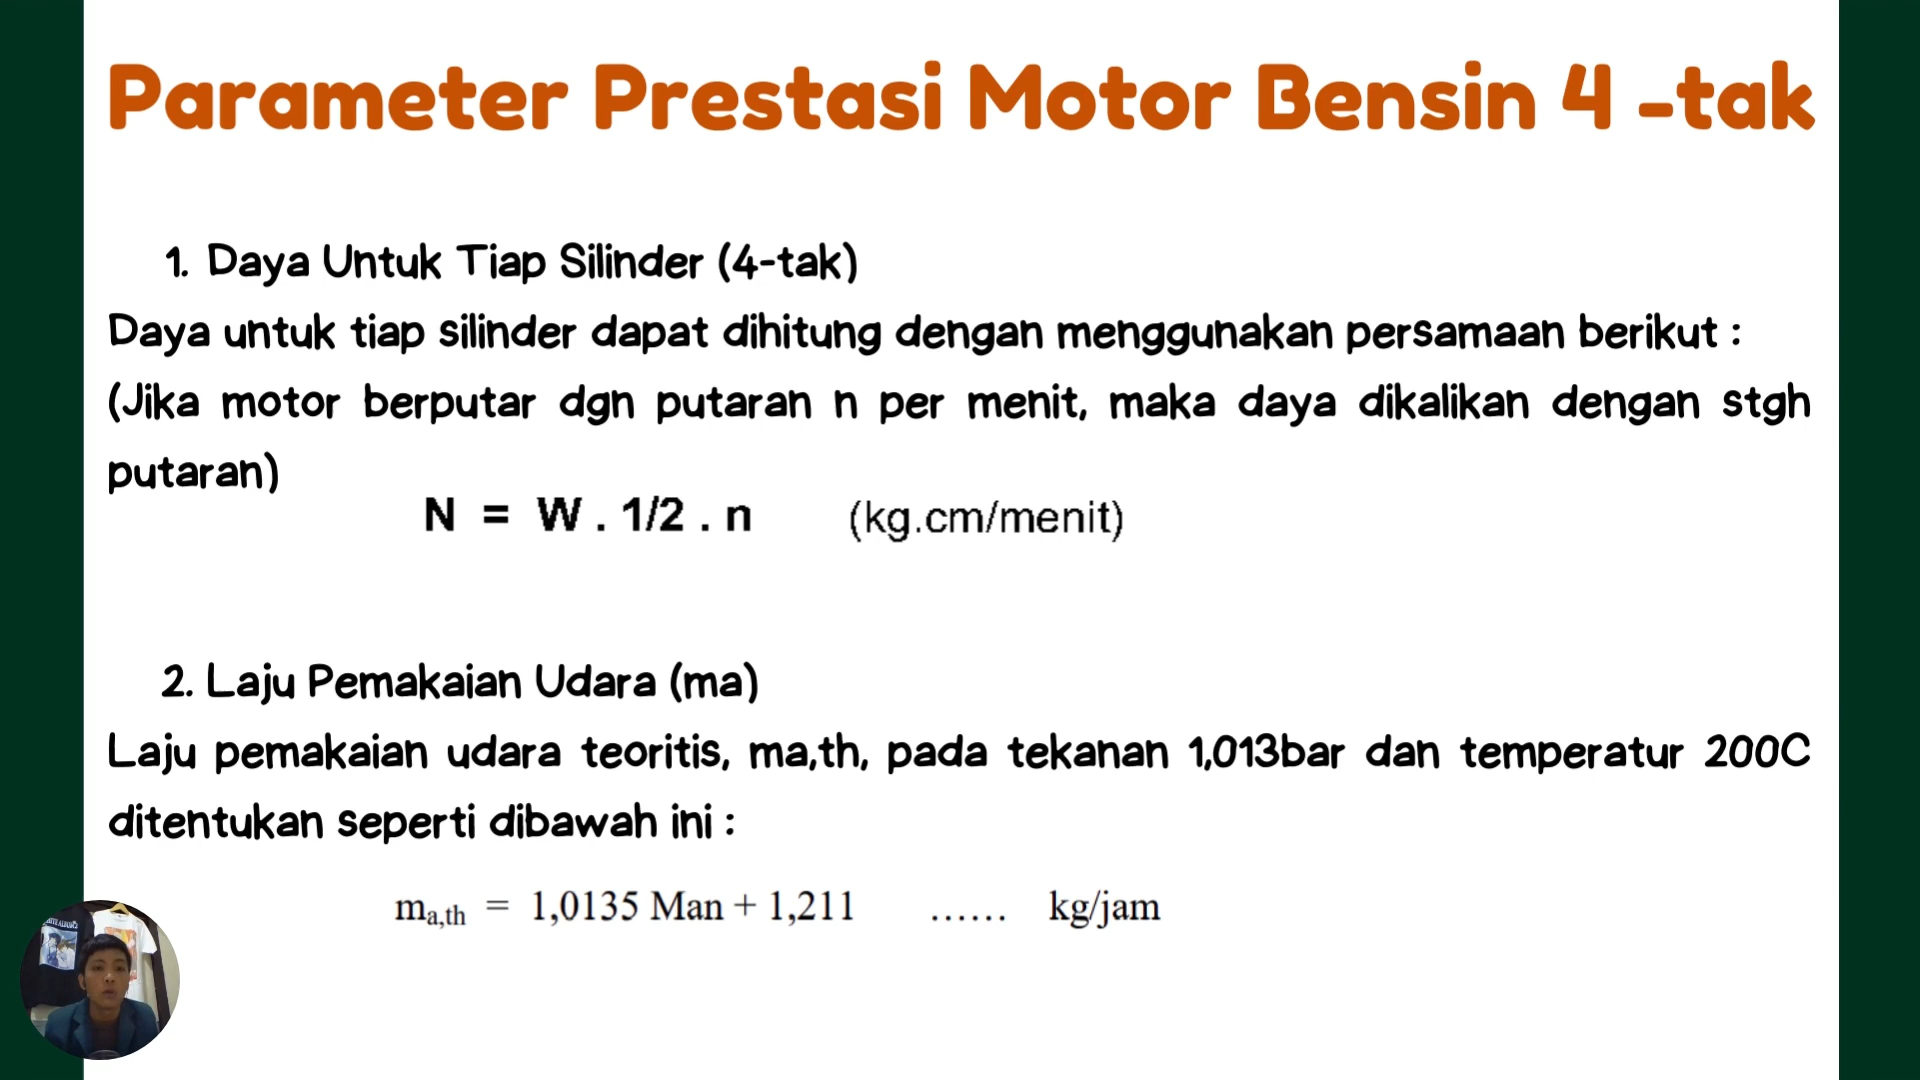 Parameter Prestasi Motor Bensin 4 -tak
1. Daya Untuk Tiap Silinder (4-tak)
Daya untuk tiap silinder dapat dihitung dengan menggunakan persamaan berikut :
(Jika motor berputar dgn putaran n per menit, maka daya dikalikan dengan stgh
putaran)
N = W . 1/2 . n (kg.cm/menit)
2. Laju Pemakaian Udara (ma)
Laju pemakaian udara teoritis, ma,th, pada tekanan 1,013bar dan temperatur 200C
ditentukan seperti dibawah ini :
ma,th = 1,0135 Man + 1,211 ...... kg/jam